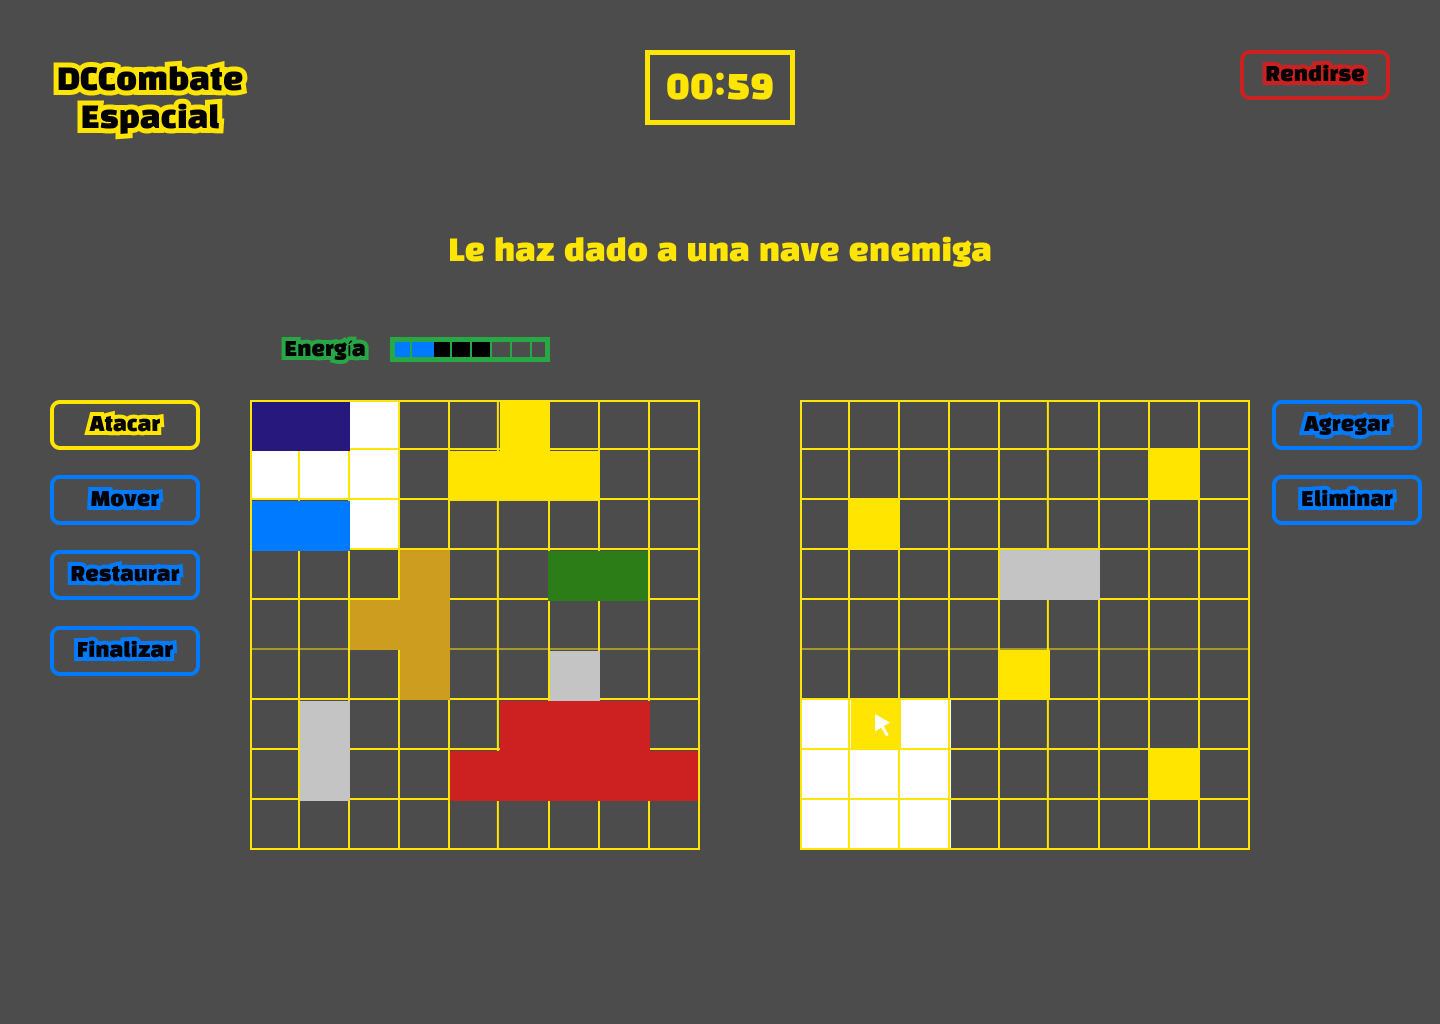 DCCombate
Espacial
00:59
Rendirse
Le haz dado a una nave enemiga
Energía
Atacar
Mover
Restaurar
Finalizar
Agregar
Eliminar